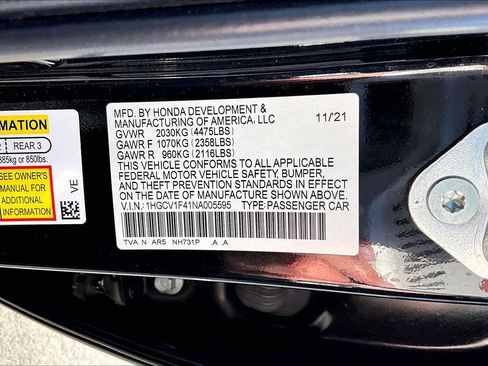 MFD. BY HONDA DEVELOPMENT & 11/21
MANUFACTURING OF AMERICA, LLC
GVWR 2030KG (4475LBS)
GAWR F 1070KG (2358LBS)
GAWR R 960KG (2116LBS)
THIS VEHICLE CONFORMS TO ALL APPLICABLE
FEDERAL MOTOR VEHICLE SAFETY, BUMPER,
AND THEFT PREVENTION STANDARDS IN EFFECT
ON THE DATE OF MANUFACTURE SHOWN ABOVE.
V.I.N.: 1HGCV1F41NA005595 TYPE: PASSENGER CAR
TVA N AR5 NH731P .A .A
VE
REAR 3
or 850lbs.
SEE OWNER'S
MANUAL FOR
ADDITIONAL